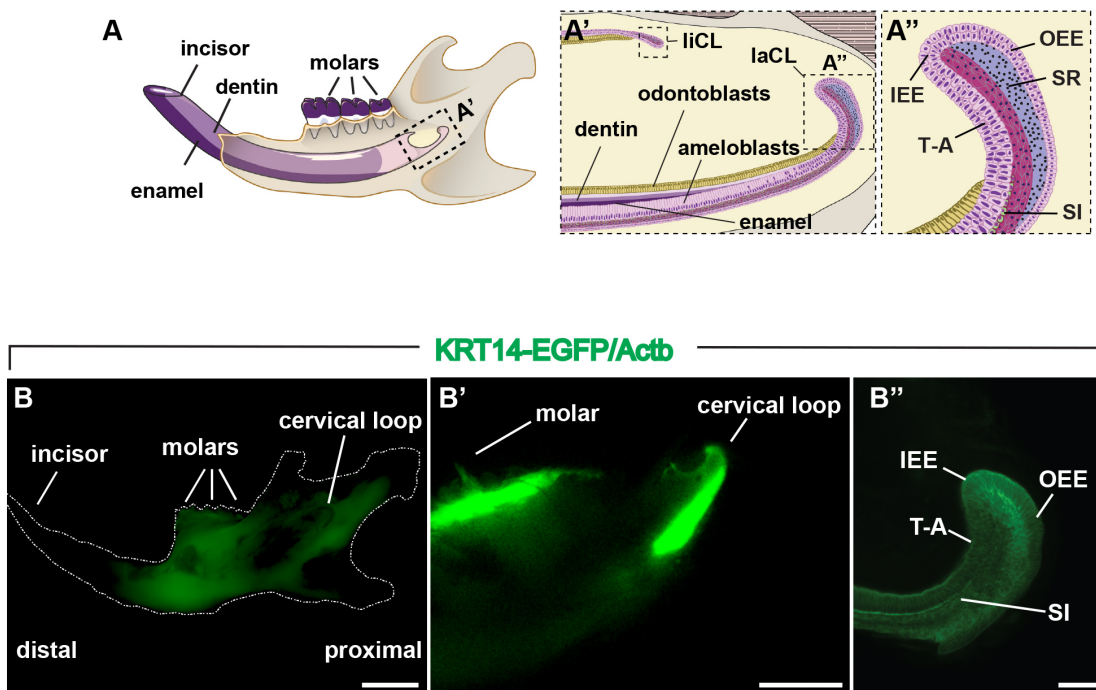 A
incisor
dentin
molars
A'
enamel
A'
liCL
laCL
A''
odontoblasts
dentin
ameloblasts
enamel
A''
OEE
SR
IEE
T-A
SI
KRT14-EGFP/Actb
B
cervical loop
molars
incisor
distal
proximal
B'
molar
cervical loop
B''
IEE
OEE
T-A
SI